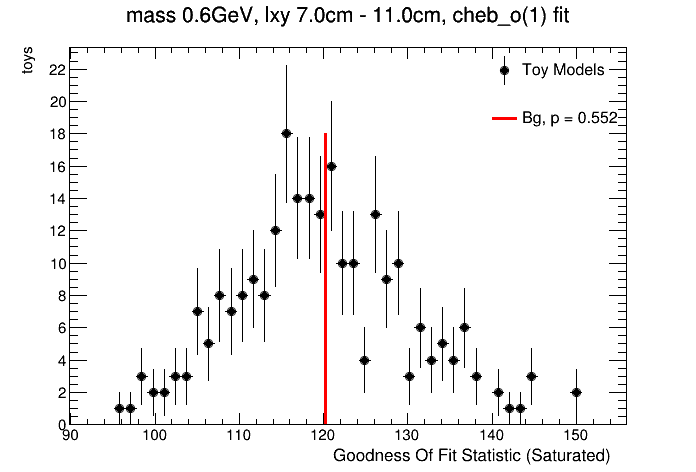 mass 0.6GeV, lxy 7.0cm - 11.0cm, cheb_o(1) fit
toys
Toy Models
Bg, p = 0.552
22
20
18
16
14
12
10
8
6
4
2
0
90 100 110 120 130 140 150
Goodness Of Fit Statistic (Saturated)